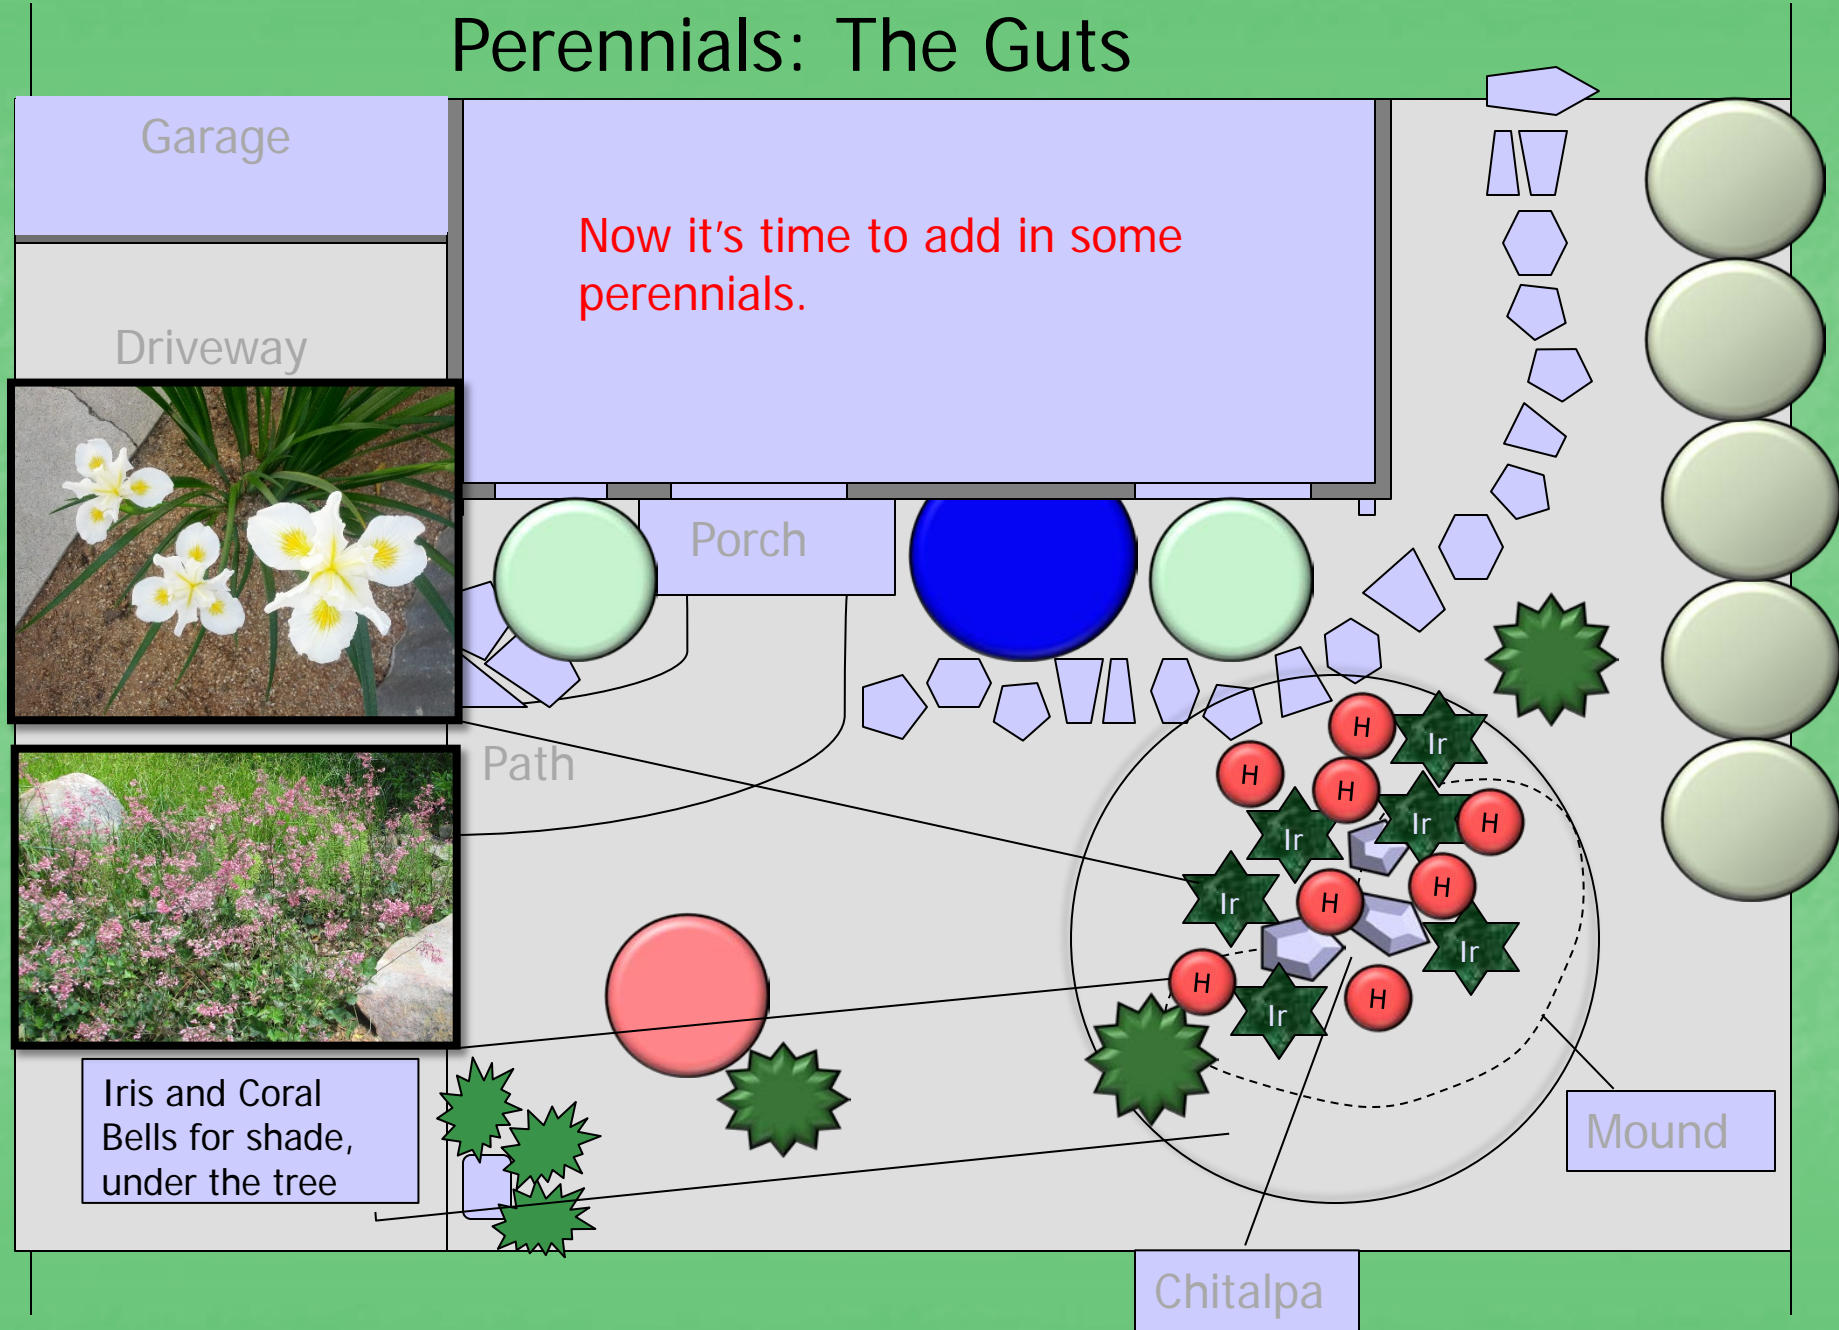 Perennials: The Guts
Garage
Now it's time to add in some
perennials.
Driveway
Porch
Path
H
Ir
H
H
Ir
H
Ir
H
H
Ir
Ir
H
H
Ir
Iris and Coral
Bells for shade,
under the tree
Mound
Chitalpa